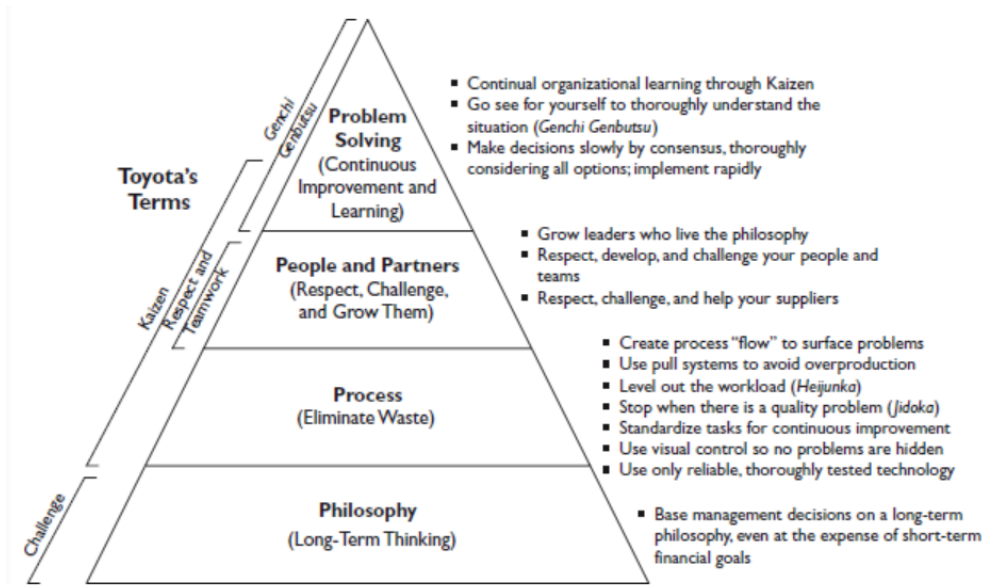 Toyota's
Terms
Genchi
Genbutsu
Kaizen
Respect and
Teamwork
Challenge
Problem
Solving
(Continuous
Improvement and
Learning)
▪ Continual organizational learning through Kaizen
▪ Go see for yourself to thoroughly understand the
situation (Genchi Genbutsu)
▪ Make decisions slowly by consensus, thoroughly
considering all options; implement rapidly
People and Partners
(Respect, Challenge,
and Grow Them)
▪ Grow leaders who live the philosophy
▪ Respect, develop, and challenge your people and
teams
▪ Respect, challenge, and help your suppliers
Process
(Eliminate Waste)
▪ Create process “flow” to surface problems
▪ Use pull systems to avoid overproduction
▪ Level out the workload (Heijunka)
▪ Stop when there is a quality problem (Jidoka)
▪ Standardize tasks for continuous improvement
▪ Use visual control so no problems are hidden
▪ Use only reliable, thoroughly tested technology
Philosophy
(Long-Term Thinking)
▪ Base management decisions on a long-term
philosophy, even at the expense of short-term
financial goals